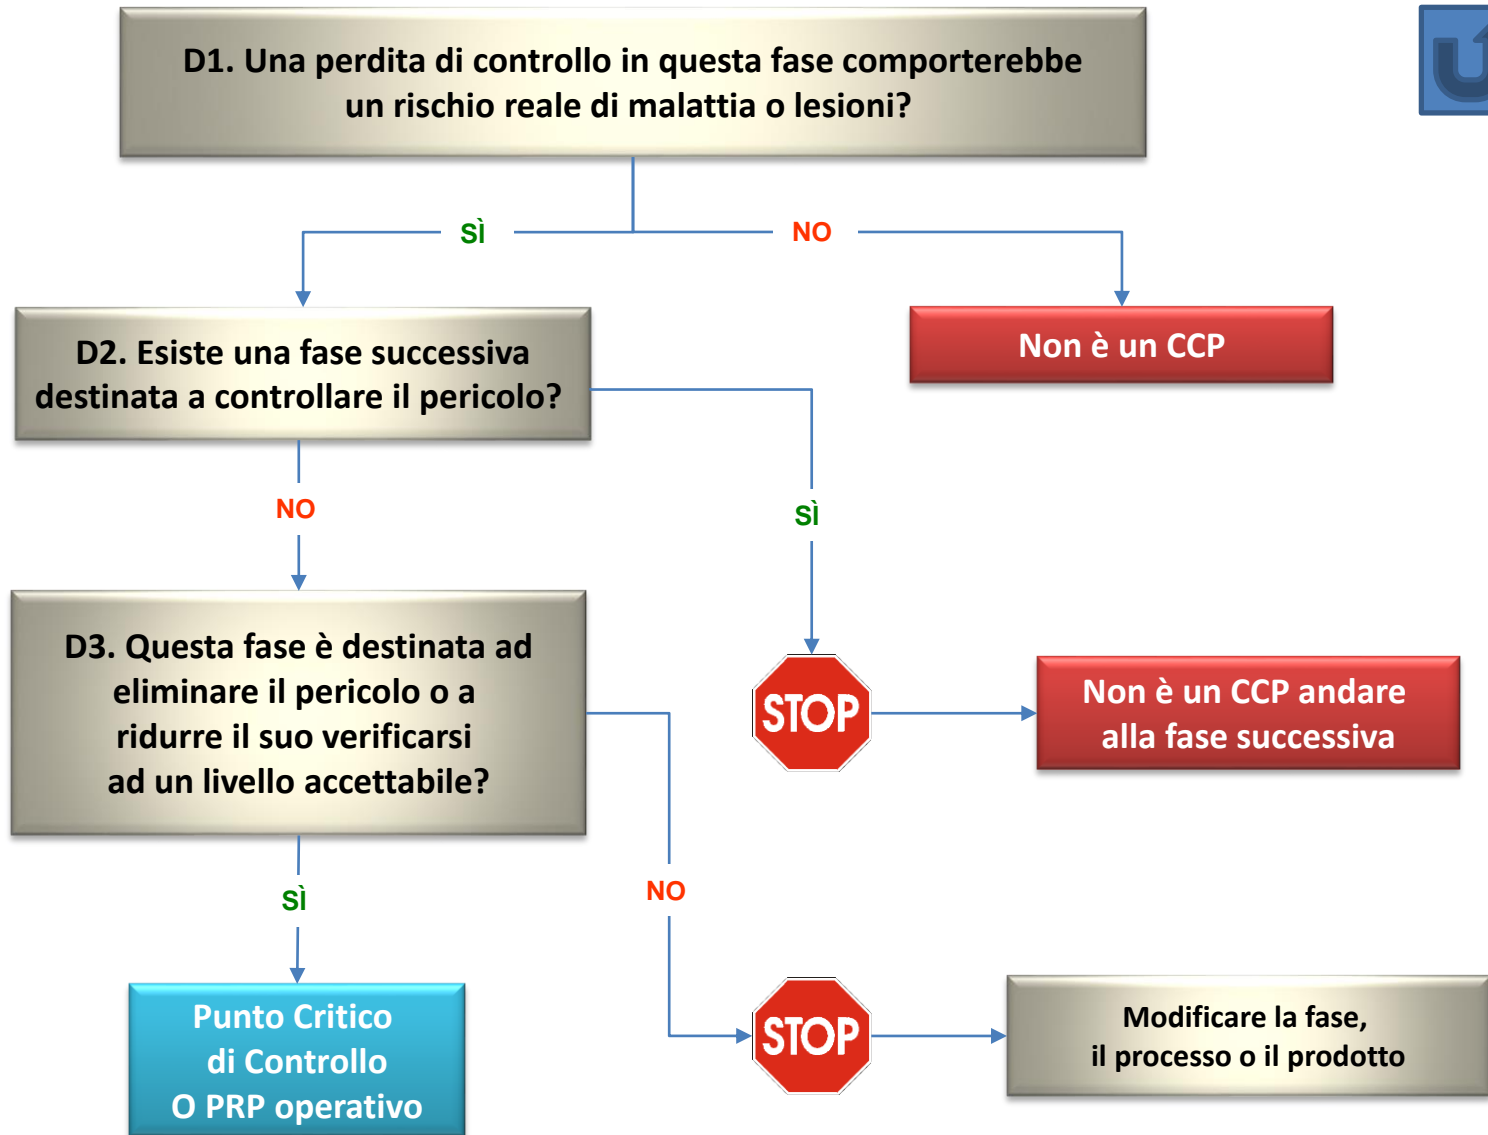 D1. Una perdita di controllo in questa fase comporterebbe
un rischio reale di malattia o lesioni?
SÌ
NO
D2. Esiste una fase successiva
destinata a controllare il pericolo?
Non è un CCP
NO
SÌ
D3. Questa fase è destinata ad
eliminare il pericolo o a
ridurre il suo verificarsi
ad un livello accettabile?
STOP
Non è un CCP andare
alla fase successiva
SÌ
NO
Punto Critico
di Controllo
O PRP operativo
STOP
Modificare la fase,
il processo o il prodotto